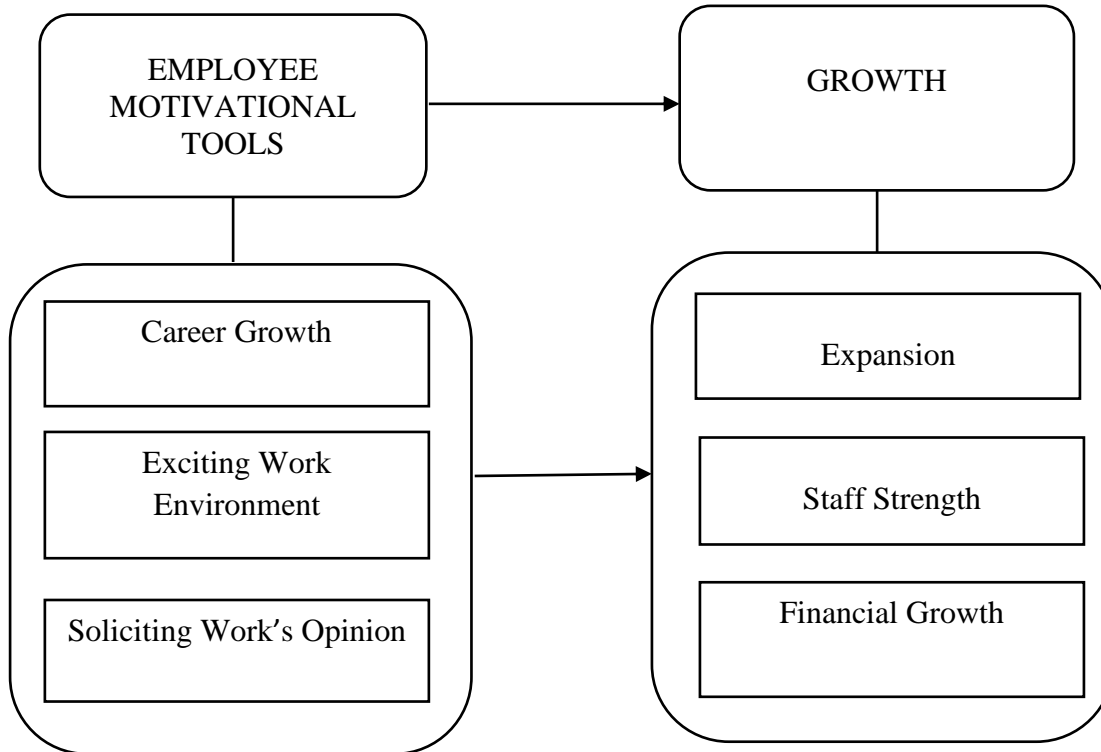 EMPLOYEE
MOTIVATIONAL
TOOLS
GROWTH
Career Growth
Exciting Work
Environment
Soliciting Work's Opinion
Expansion
Staff Strength
Financial Growth